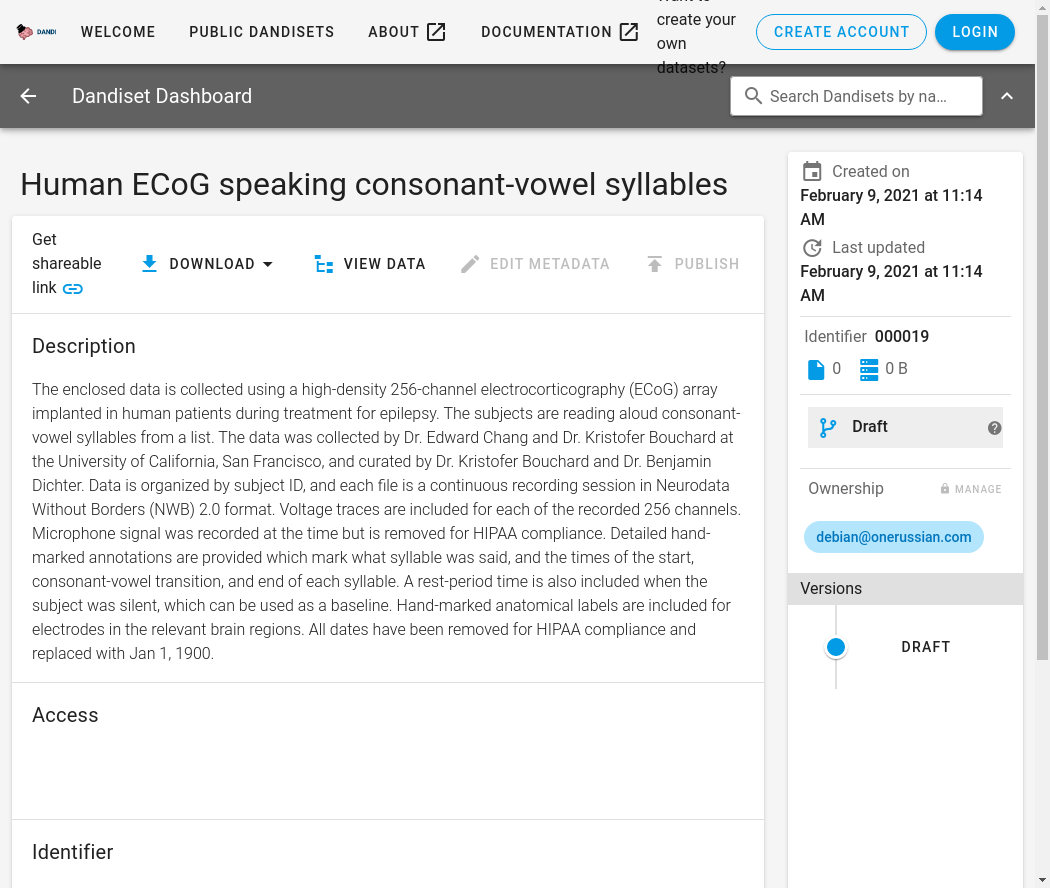 DANDI
WELCOME
PUBLIC DANDISETS
ABOUT
DOCUMENTATION
create your
own
datasets?
CREATE ACCOUNT
LOGIN
Dandiset Dashboard
Search Dandisets by na…
Human ECoG speaking consonant-vowel syllables
Get
shareable
link
DOWNLOAD
VIEW DATA
EDIT METADATA
PUBLISH
Description
The enclosed data is collected using a high-density 256-channel electrocorticography (ECoG) array
implanted in human patients during treatment for epilepsy. The subjects are reading aloud consonant-
vowel syllables from a list. The data was collected by Dr. Edward Chang and Dr. Kristofer Bouchard at
the University of California, San Francisco, and curated by Dr. Kristofer Bouchard and Dr. Benjamin
Dichter. Data is organized by subject ID, and each file is a continuous recording session in Neurodata
Without Borders (NWB) 2.0 format. Voltage traces are included for each of the recorded 256 channels.
Microphone signal was recorded at the time but is removed for HIPAA compliance. Detailed hand-
marked annotations are provided which mark what syllable was said, and the times of the start,
consonant-vowel transition, and end of each syllable. A rest-period time is also included when the
subject was silent, which can be used as a baseline. Hand-marked anatomical labels are included for
electrodes in the relevant brain regions. All dates have been removed for HIPAA compliance and
replaced with Jan 1, 1900.
Access
Identifier
Created on
February 9, 2021 at 11:14
AM
Last updated
February 9, 2021 at 11:14
AM
Identifier 000019
0
0 B
Draft
?
Ownership
MANAGE
debian@onerussian.com
Versions
DRAFT